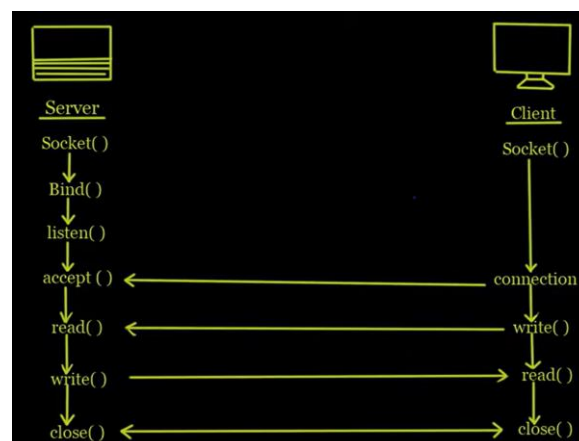 Server
Socket( )
Bind( )
listen( )
accept ( )
read( )
write( )
close( )
Client
Socket( )
connection
write( )
read( )
close( )